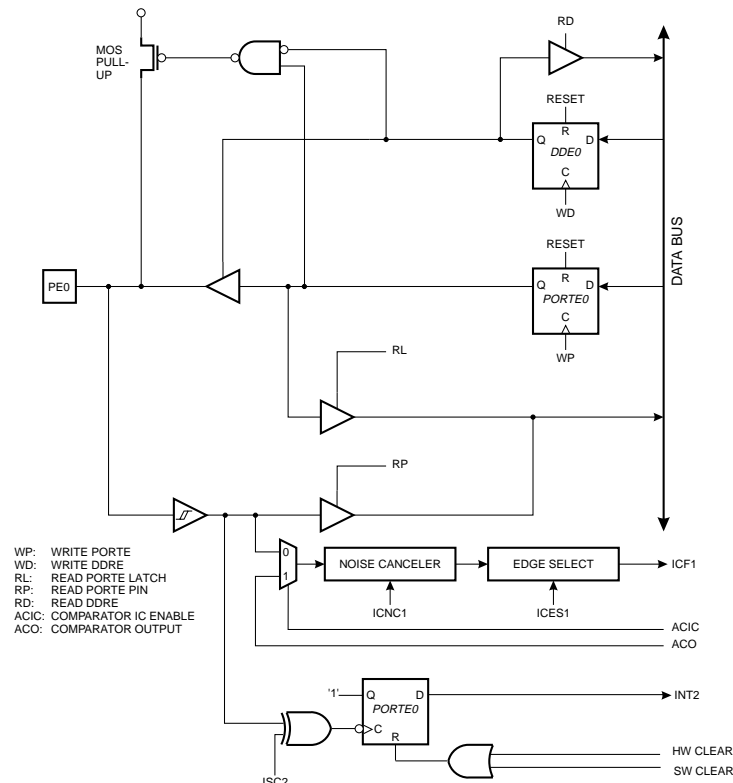 RD
MOS
PULL-
UP
RESET
R
Q
D
DDE0
C
WD
DATA BUS
RESET
R
Q
D
PORTE0
C
WP
PE0
RL
RP
WP: WRITE PORTE
WD: WRITE DDRE
RL: READ PORTE LATCH
RP: READ PORTE PIN
RD: READ DDRE
ACIC: COMPARATOR IC ENABLE
ACO: COMPARATOR OUTPUT
0
1
NOISE CANCELER
EDGE SELECT
ICF1
ICNC1
ICES1
ACIC
ACO
'1'
Q
D
PORTE0
C
R
INT2
HW CLEAR
SW CLEAR
ISC2